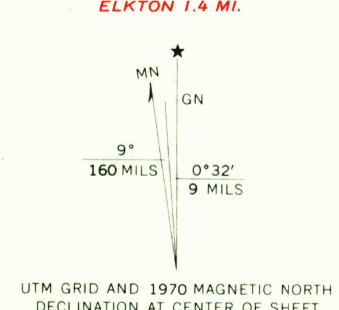 ELKTON 1.4 MI.
★
MN
GN
9°
160 MILS
0°32′
9 MILS
UTM GRID AND 1970 MAGNETIC NORTH
DECLINATION AT CENTER OF SHEET